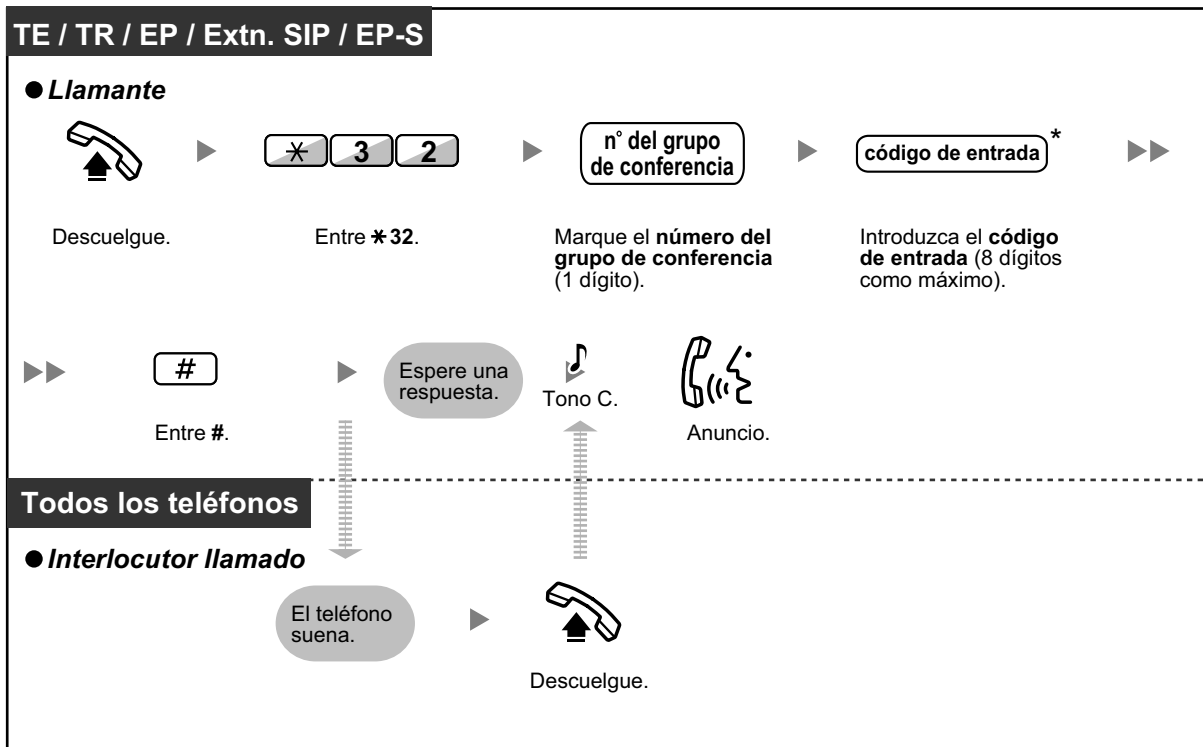 TE / TR / EP / Extn. SIP / EP-S
● Llamante
* 3 2
n° del grupo
de conferencia
código de entrada *
Descuelgue.
Entre *32.
Marque el número del
grupo de conferencia
(1 dígito).
Introduzca el código
de entrada (8 dígitos
como máximo).
#
Espere una
respuesta.
Tono C.
Entre #.
Anuncio.
Todos los teléfonos
● Interlocutor llamado
El teléfono
suena.
Descuelgue.